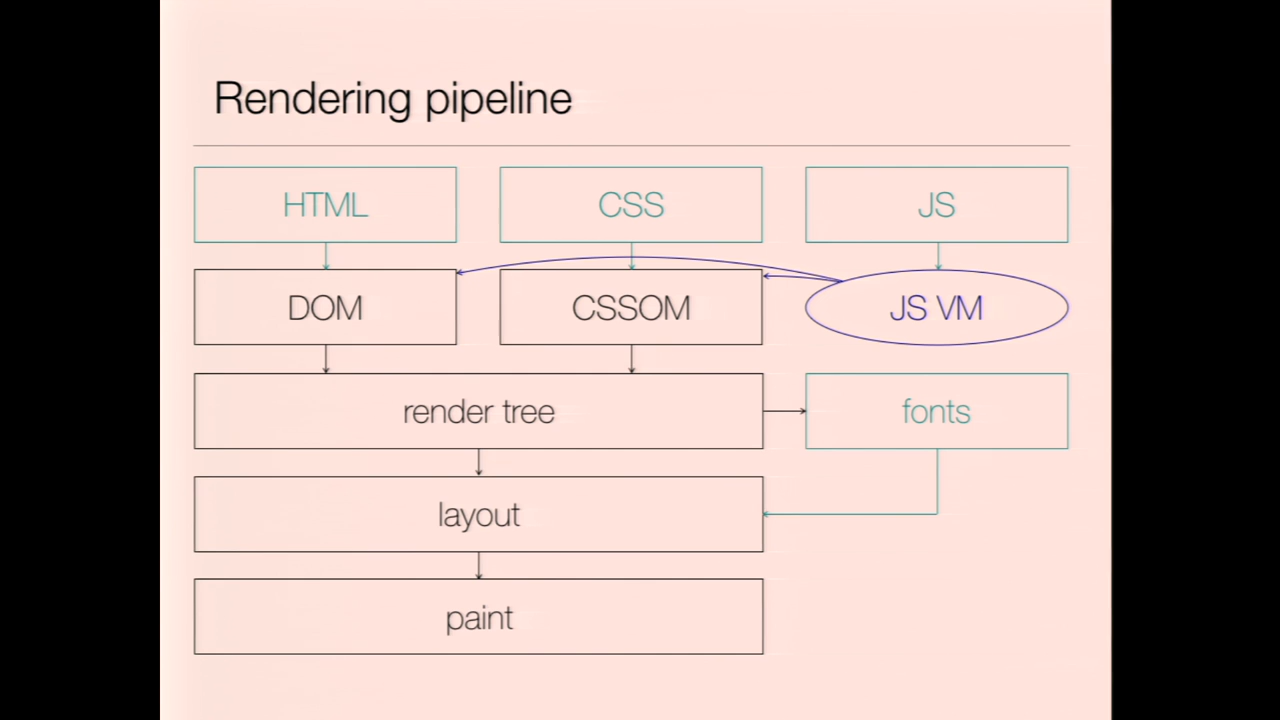 Rendering pipeline
HTML
CSS
JS
DOM
CSSOM
JS VM
render tree
fonts
layout
paint